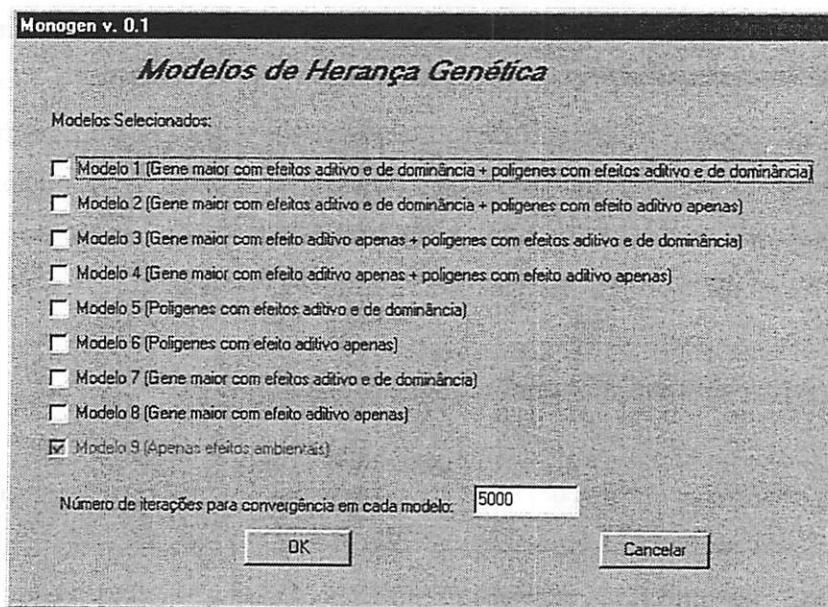 Monogen v. 0.1
Modelos de Herança Genética
Modelos Selecionados:
Modelo 1 (Gene maior com efeitos aditivo e de dominância + poligenes com efeitos aditivo e de dominância)
Modelo 2 (Gene maior com efeitos aditivo e de dominância + poligenes com efeito aditivo apenas)
Modelo 3 (Gene maior com efeito aditivo apenas + poligenes com efeitos aditivo e de dominância)
Modelo 4 (Gene maior com efeito aditivo apenas + poligenes com efeito aditivo apenas)
Modelo 5 (Poligenes com efeitos aditivo e de dominância)
Modelo 6 (Poligenes com efeito aditivo apenas)
Modelo 7 (Gene maior com efeitos aditivo e de dominância)
Modelo 8 (Gene maior com efeito aditivo apenas)
Modelo 9 (Apenas efeitos ambientais)
Número de iterações para convergência em cada modelo: 5000
OK Cancelar